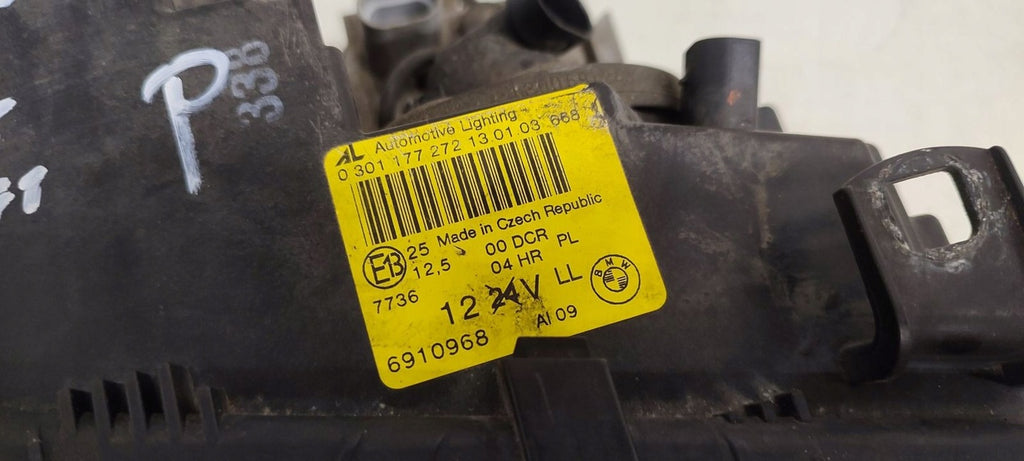 P
338
AL Automotive Lighting
0 301 177 272 13 01 03 668
25 Made in Czech Republic
E13 12,5 00 DCR PL
04 HR
7736
12 24V LL BMW
6910968 AI 09